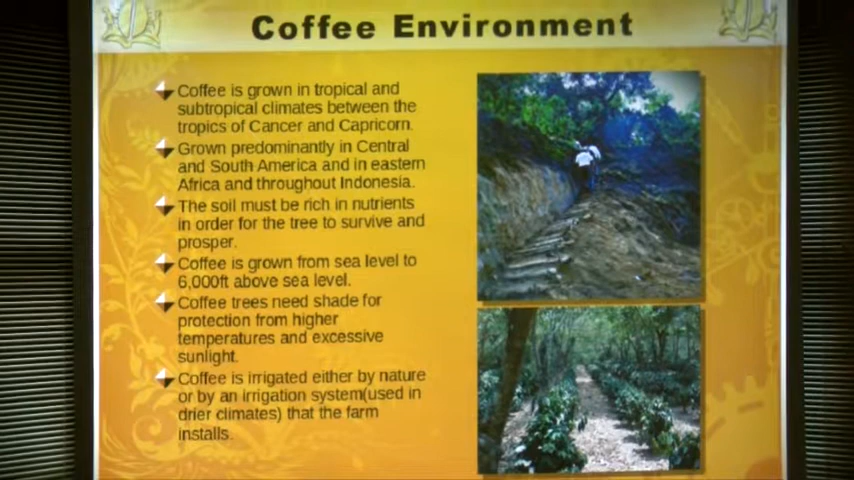 Coffee Environment
Coffee is grown in tropical and
subtropical climates between the
tropics of Cancer and Capricorn.
Grown predominantly in Central
and South America and in eastern
Africa and throughout Indonesia.
The soil must be rich in nutrients
in order for the tree to survive and
prosper.
Coffee is grown from sea level to
6,000ft above sea level.
Coffee trees need shade for
protection from higher
temperatures and excessive
sunlight.
Coffee is irrigated either by nature
or by an irrigation system(used in
drier climates) that the farm
installs.